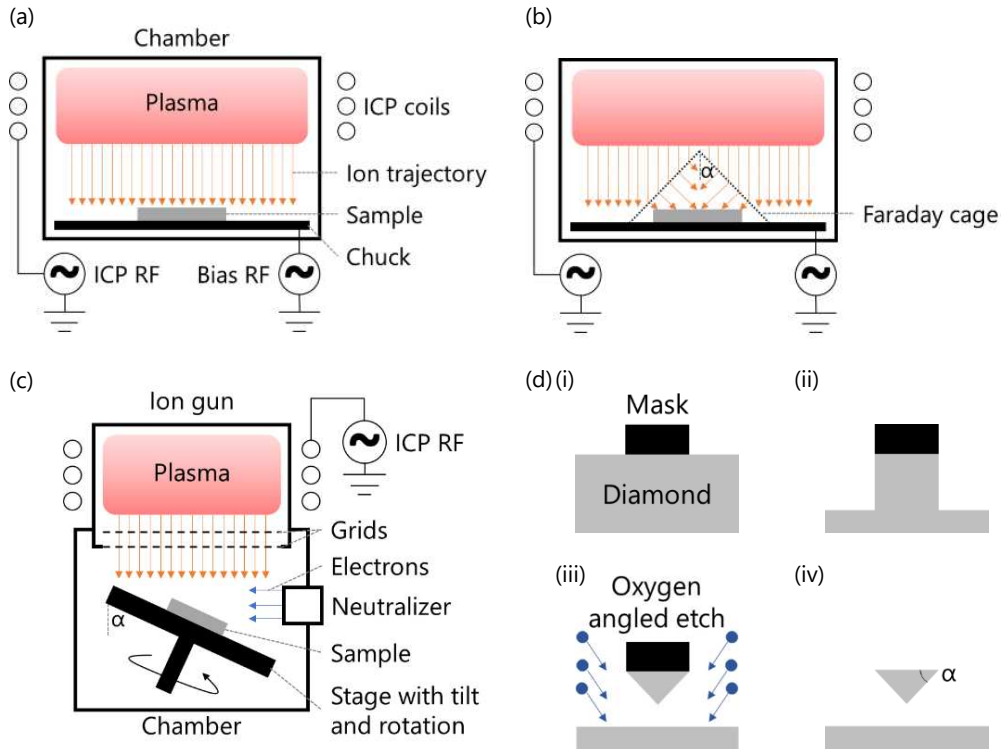 (a)
Chamber
Plasma
ICP coils
Ion trajectory
Sample
Chuck
ICP RF
Bias RF
(b)
α
Faraday cage
(c)
Ion gun
ICP RF
Plasma
Grids
Electrons
Neutralizer
α
Sample
Stage with tilt
and rotation
Chamber
(d) (i)
Mask
Diamond
(ii)
(iii)
Oxygen
angled etch
(iv)
α